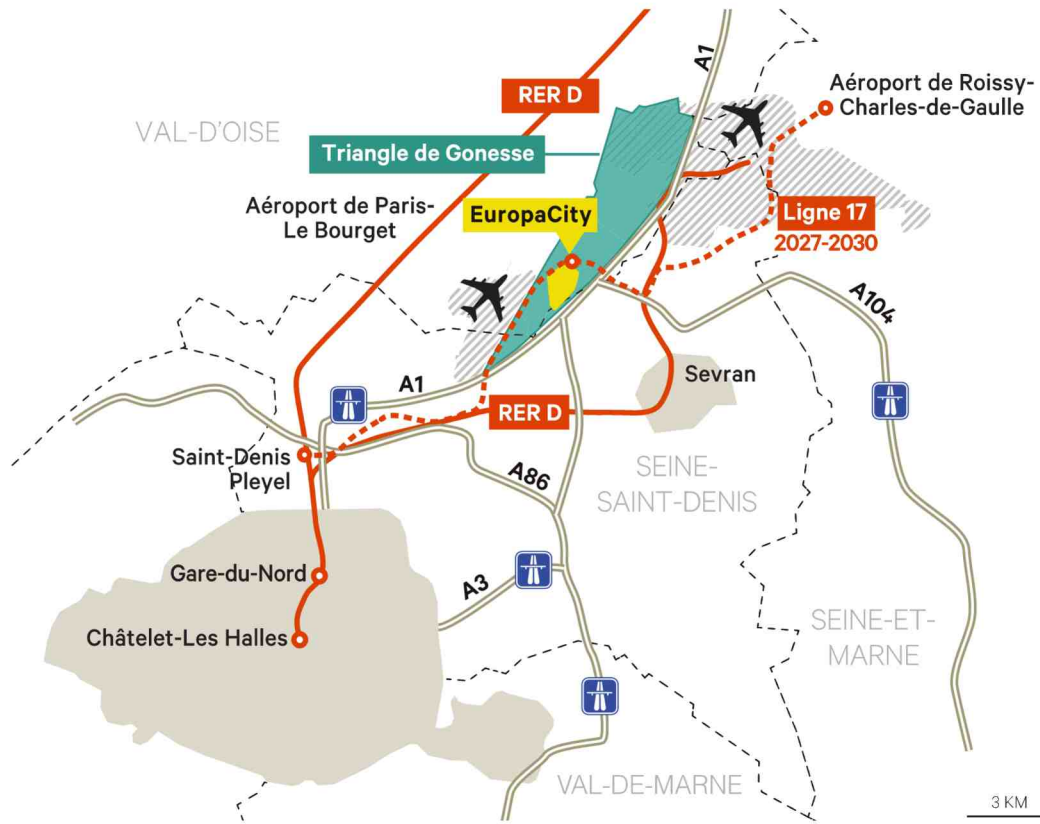 A1
RER D
Aéroport de Roissy-
Charles-de-Gaulle
VAL-D'OISE
Triangle de Gonesse
Aéroport de Paris-
Le Bourget
EuropaCity
Ligne 17
2027-2030
A104
A1
Sevran
RER D
Saint-Denis
Pleyel
A86
SEINE-
SAINT-DENIS
Gare-du-Nord
A3
Châtelet-Les Halles
SEINE-ET-
MARNE
VAL-DE-MARNE
3 KM